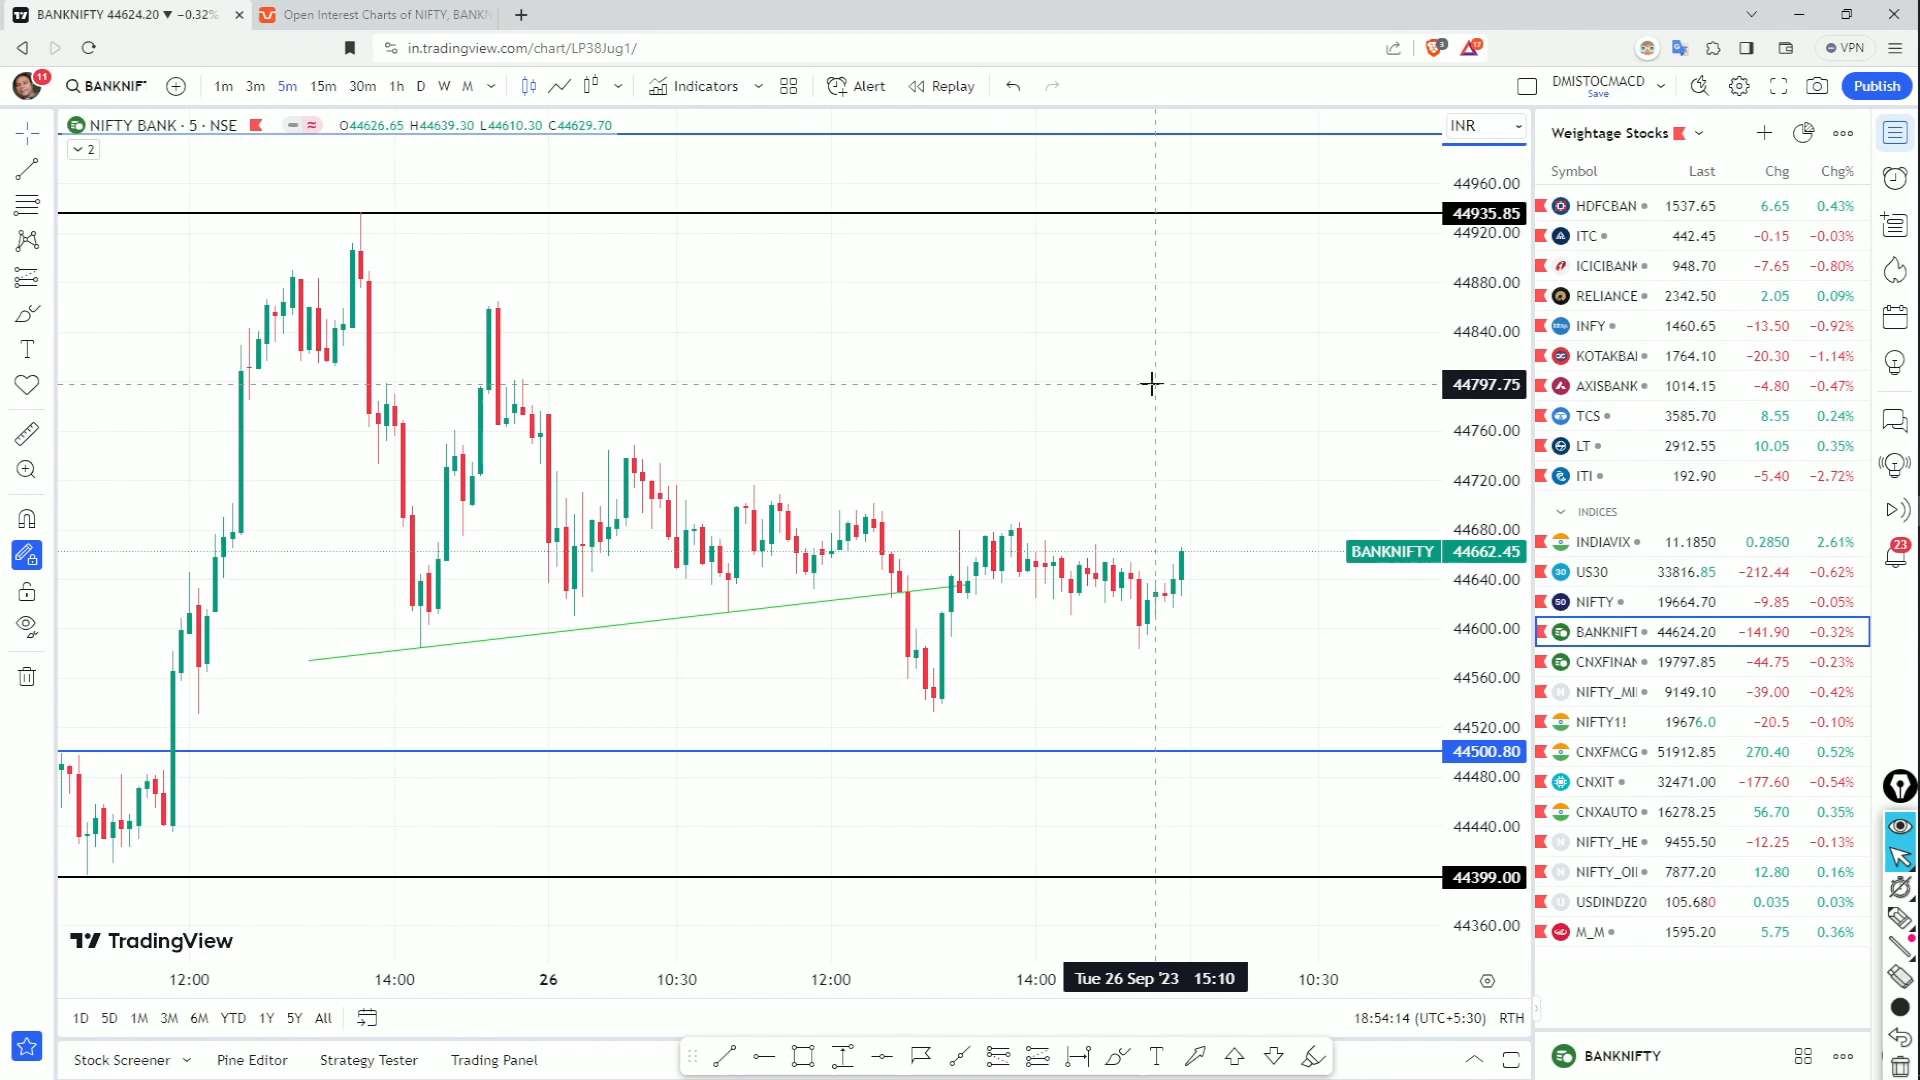 BANKNIFTY 44624.20 ▼ −0.32%
Open Interest Charts of NIFTY, BANKN
in.tradingview.com/chart/LP38Jug1/
3
17
VPN
11
BANKNIF
1m 3m 5m 15m 30m 1h D W M
Indicators
Alert
Replay
DMISTOCMACD
Save
Publish
NIFTY BANK · 5 · NSE
O44626.65 H44639.30 L44610.30 C44629.70
2
INR
44960.00
44935.85
44920.00
44880.00
44840.00
44797.75
44760.00
44720.00
44680.00
BANKNIFTY 44662.45
44640.00
44600.00
44560.00
44520.00
44500.80
44480.00
44440.00
44399.00
44360.00
TradingView
12:00 14:00 26 10:30 12:00 14:00 Tue 26 Sep '23 15:10 10:30
1D 5D 1M 3M 6M YTD 1Y 5Y All
18:54:14 (UTC+5:30) RTH
Stock Screener Pine Editor Strategy Tester Trading Panel
Weightage Stocks
Symbol Last Chg Chg%
HDFCBAN 1537.65 6.65 0.43%
ITC 442.45 −0.15 −0.03%
ICICIBANK 948.70 −7.65 −0.80%
RELIANCE 2342.50 2.05 0.09%
INFY 1460.65 −13.50 −0.92%
KOTAKBAI 1764.10 −20.30 −1.14%
AXISBANK 1014.15 −4.80 −0.47%
TCS 3585.70 8.55 0.24%
LT 2912.55 10.05 0.35%
ITI 192.90 −5.40 −2.72%
INDICES
INDIAVIX 11.1850 0.2850 2.61%
30 US30 33816.85 −212.44 −0.62%
50 NIFTY 19664.70 −9.85 −0.05%
BANKNIFT 44624.20 −141.90 −0.32%
CNXFINAN 19797.85 −44.75 −0.23%
NIFTY_MI 9149.10 −39.00 −0.42%
NIFTY1! 19676.0 −20.5 −0.10%
CNXFMCG 51912.85 270.40 0.52%
CNXIT 32471.00 −177.60 −0.54%
CNXAUTO 16278.25 56.70 0.35%
NIFTY_HE 9455.50 −12.25 −0.13%
NIFTY_OII 7877.20 12.80 0.16%
U USDINDZ20 105.680 0.035 0.03%
M_M 1595.20 5.75 0.36%
BANKNIFTY
23